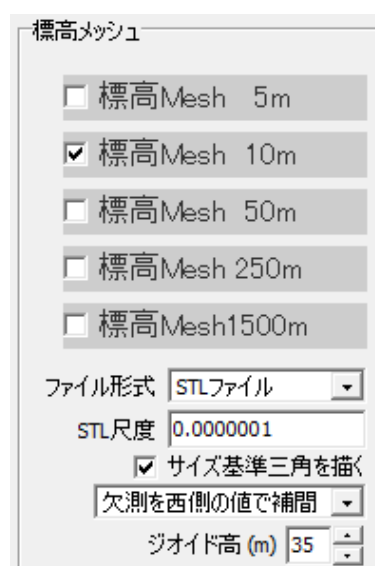 標高メッシュ
標高Mesh 5m
標高Mesh 10m
標高Mesh 50m
標高Mesh 250m
標高Mesh1500m
ファイル形式 STLファイル
STL尺度 0.0000001
サイズ基準三角を描く
欠測を西側の値で補間
ジオイド高 (m) 35